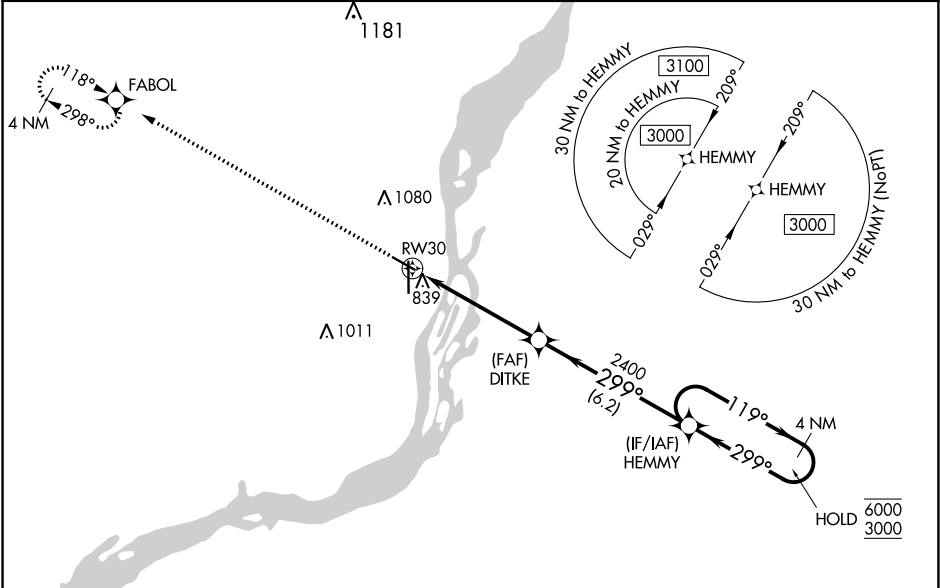 1181
118°
FABOL
298°
4 NM
30 NM to HEMMY
3100
209°
20 NM to HEMMY
3000
HEMMY
029°
209°
HEMMY
3000
029°
30 NM to HEMMY (NoPT)
1080
RW30
839
1011
(FAF)
DITKE
2400
299°
(6.2)
119°
4 NM
(IF/IAF)
HEMMY
299°
HOLD
6000
3000